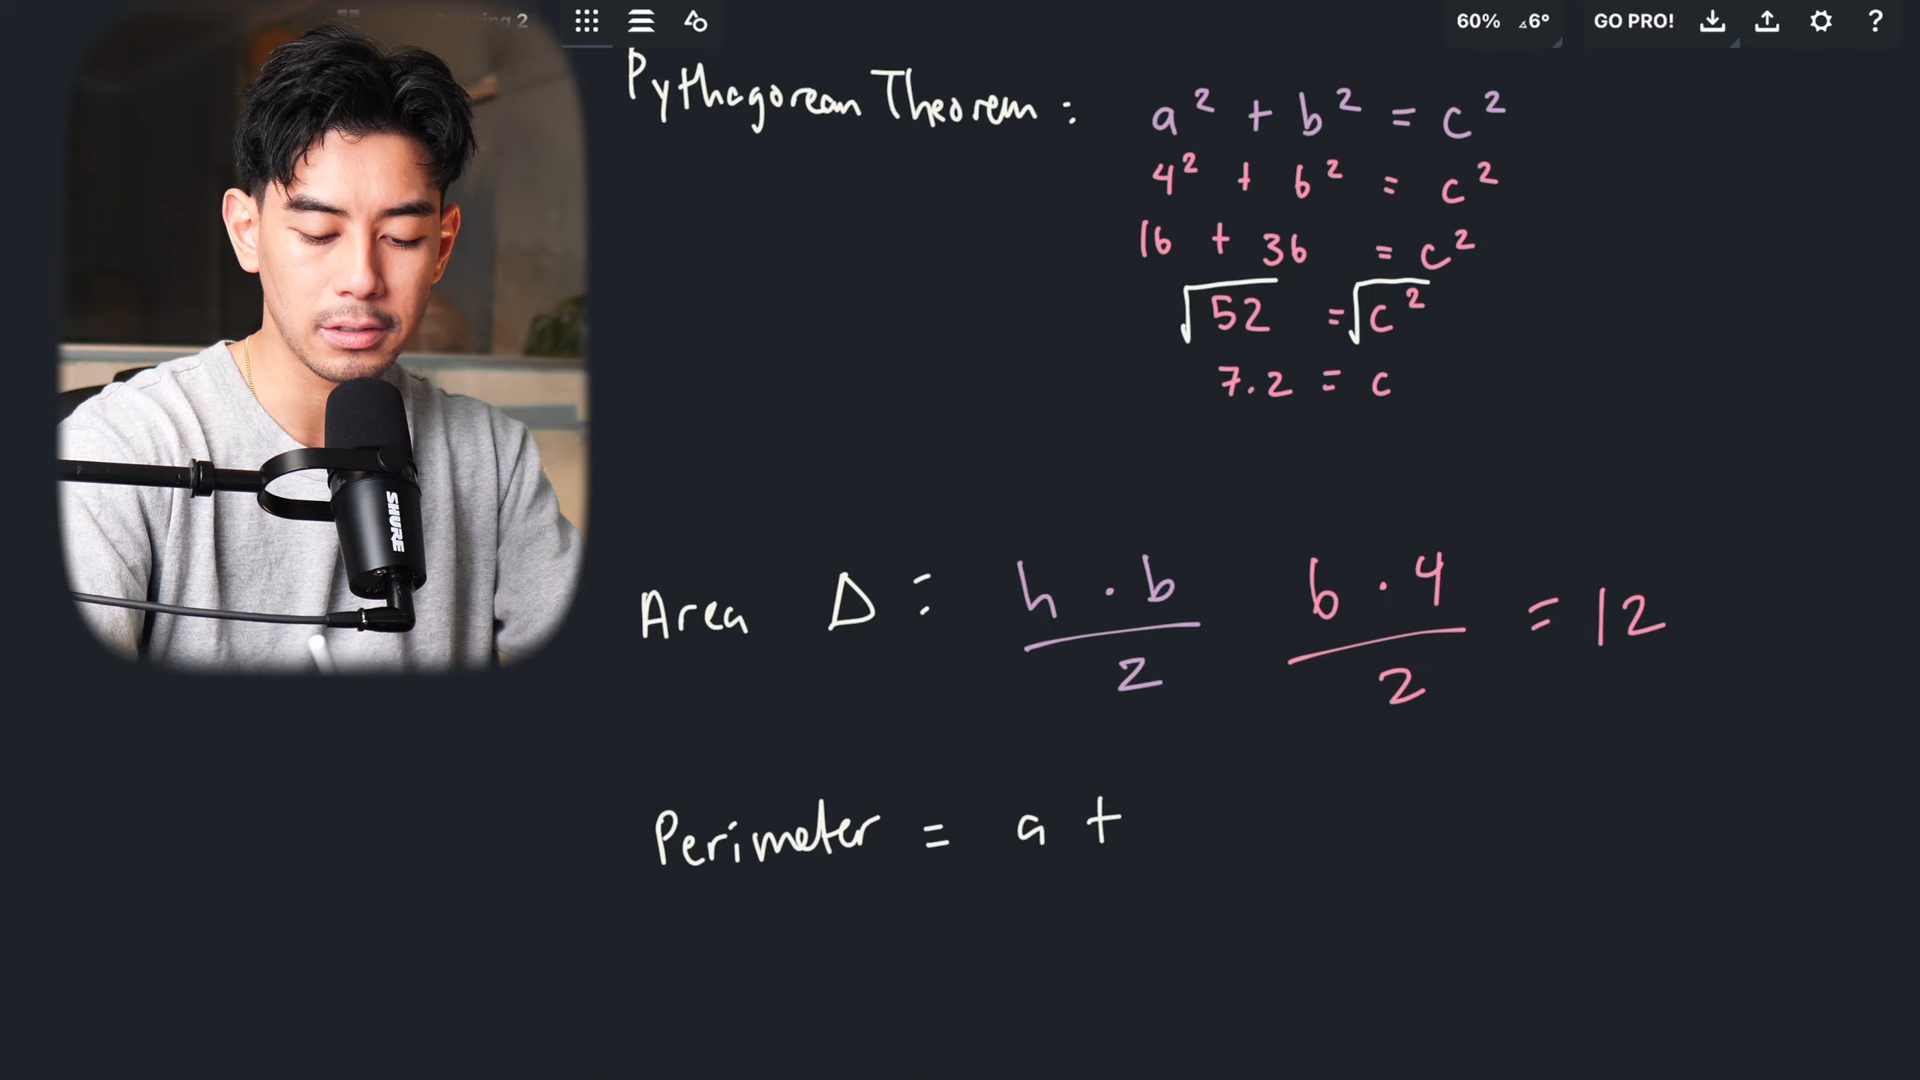 60% 6° GO PRO! ?
Pythagorean Theorem : a² + b² = c²
4² + 6² = c²
16 + 36 = c²
√52 = √c²
7.2 = c
SHURE
Area Δ = h · b / 2 6 · 4 / 2 = 12
Perimeter = a +